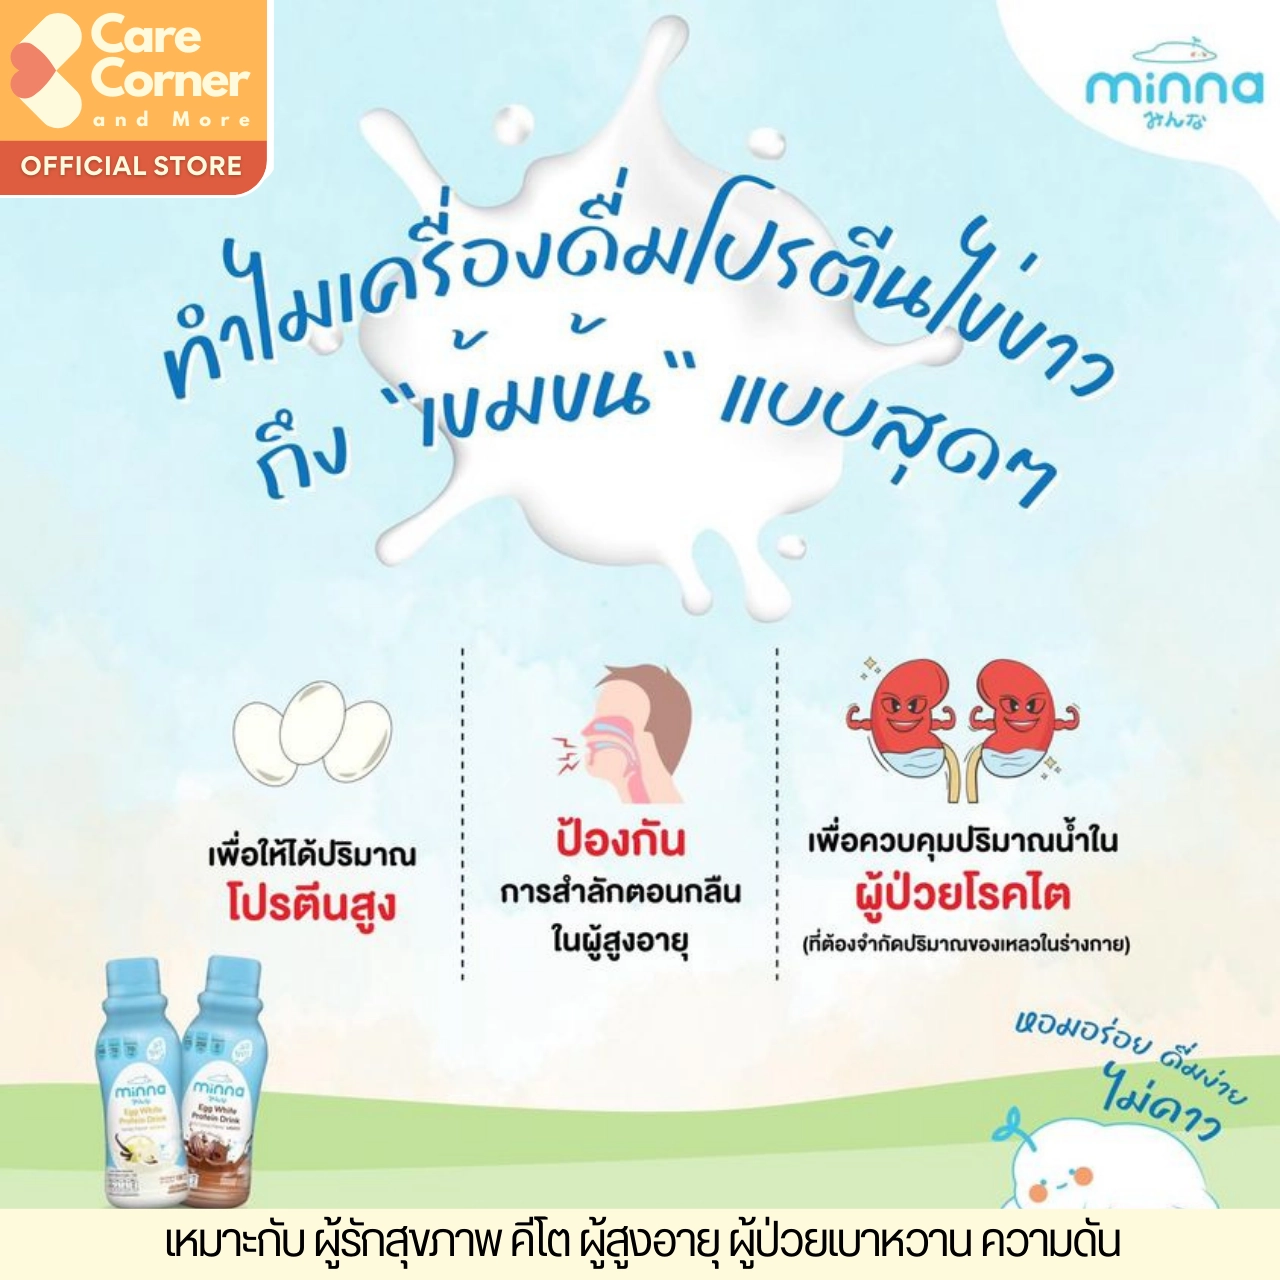 Care
Corner
and More
OFFICIAL STORE
minna
みんな
ทำไมเครื่องดื่มโปรตีนไข่ขาว
ถึง "เข้มข้น" แบบสุดๆ
เพื่อให้ได้ปริมาณ
โปรตีนสูง
ป้องกัน
การสำลักตอนกลืน
ในผู้สูงอายุ
เพื่อควบคุมปริมาณน้ำใน
ผู้ป่วยโรคไต
(ที่ต้องจำกัดปริมาณของเหลวในร่างกาย)
minna
みんな
Egg White
Protein Drink
minna
みんな
Egg White
Protein Drink
หอมอร่อย ดื่มง่าย
ไม่คาว
เหมาะกับ ผู้รักสุขภาพ คีโต ผู้สูงอายุ ผู้ป่วยเบาหวาน ความดัน